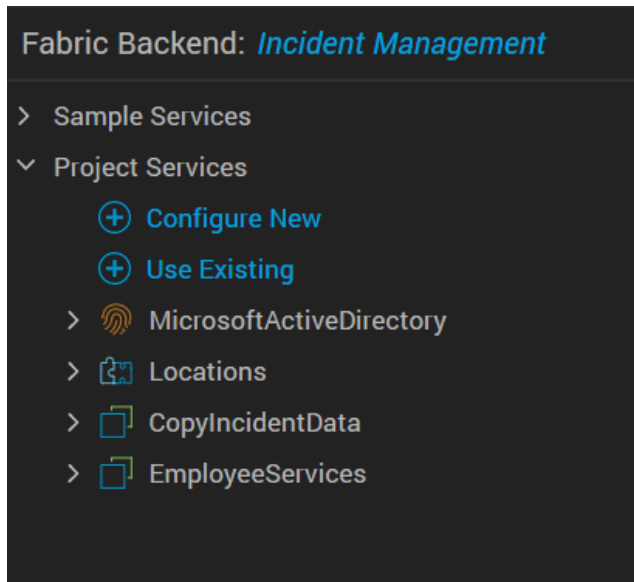 Fabric Backend: Incident Management
Sample Services
Project Services
Configure New
Use Existing
MicrosoftActiveDirectory
Locations
CopyIncidentData
EmployeeServices